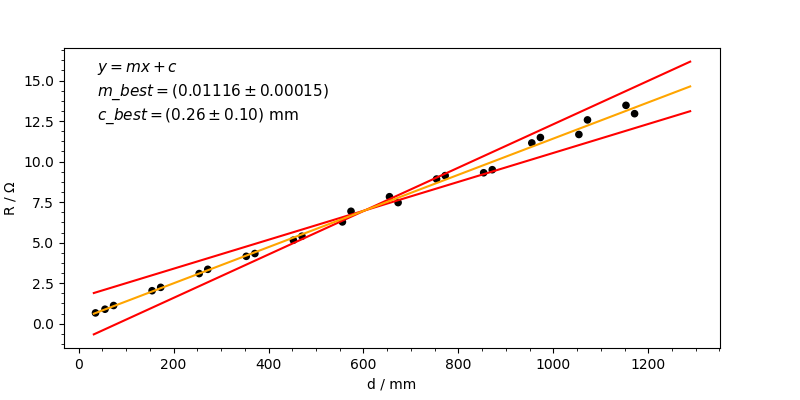 y = mx + c
m_best = (0.01116 ± 0.00015)
c_best = (0.26 ± 0.10) mm
15.0
12.5
10.0
7.5
5.0
2.5
0.0
R / Ω
0 200 400 600 800 1000 1200
d / mm